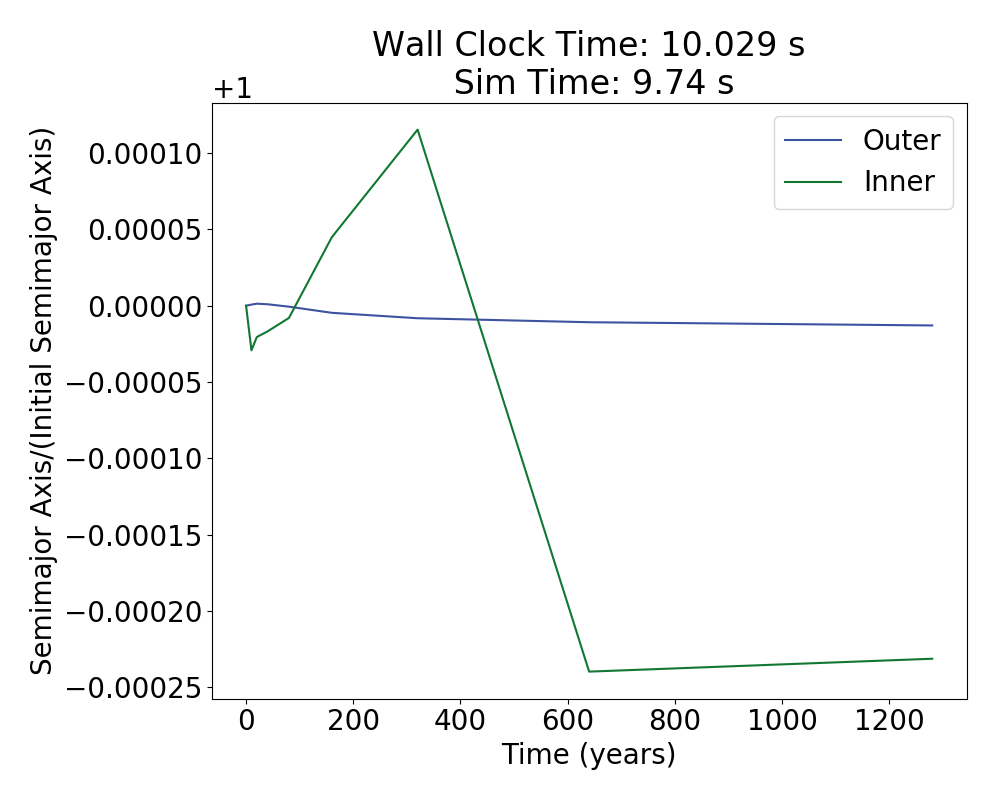 Wall Clock Time: 10.029 s
Sim Time: 9.74 s
+1
Outer
Inner
0.00010
0.00005
0.00000
−0.00005
−0.00010
−0.00015
−0.00020
−0.00025
Semimajor Axis/(Initial Semimajor Axis)
0 200 400 600 800 1000 1200
Time (years)